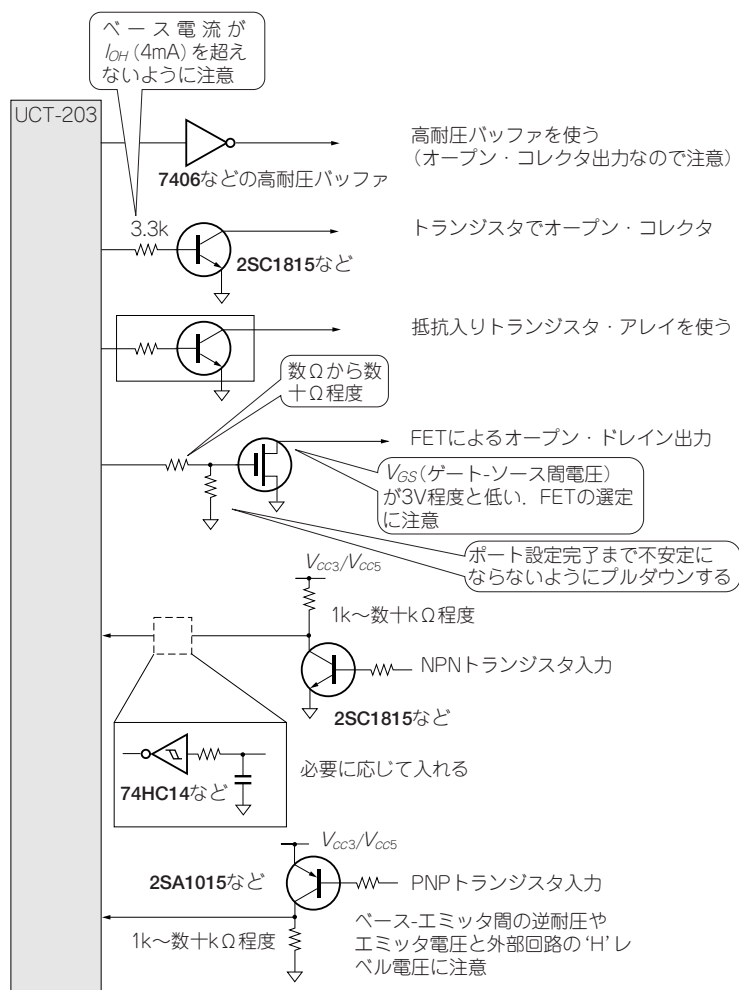 ベース電流が
IOH(4mA)を超え
ないように注意
UCT-203
高耐圧バッファを使う
(オープン・コレクタ出力なので注意)
7406などの高耐圧バッファ
3.3k
トランジスタでオープン・コレクタ
2SC1815など
抵抗入りトランジスタ・アレイを使う
数Ωから数
十Ω程度
FETによるオープン・ドレイン出力
VGS(ゲート-ソース間電圧)
が3V程度と低い.FETの選定
に注意
ポート設定完了まで不安定に
ならないようにプルダウンする
Vcc3/Vcc5
1k〜数十kΩ程度
NPNトランジスタ入力
2SC1815など
74HC14など
必要に応じて入れる
Vcc3/Vcc5
2SA1015など
PNPトランジスタ入力
1k〜数十kΩ程度
ベース-エミッタ間の逆耐圧や
エミッタ電圧と外部回路の‘H’レ
ベル電圧に注意